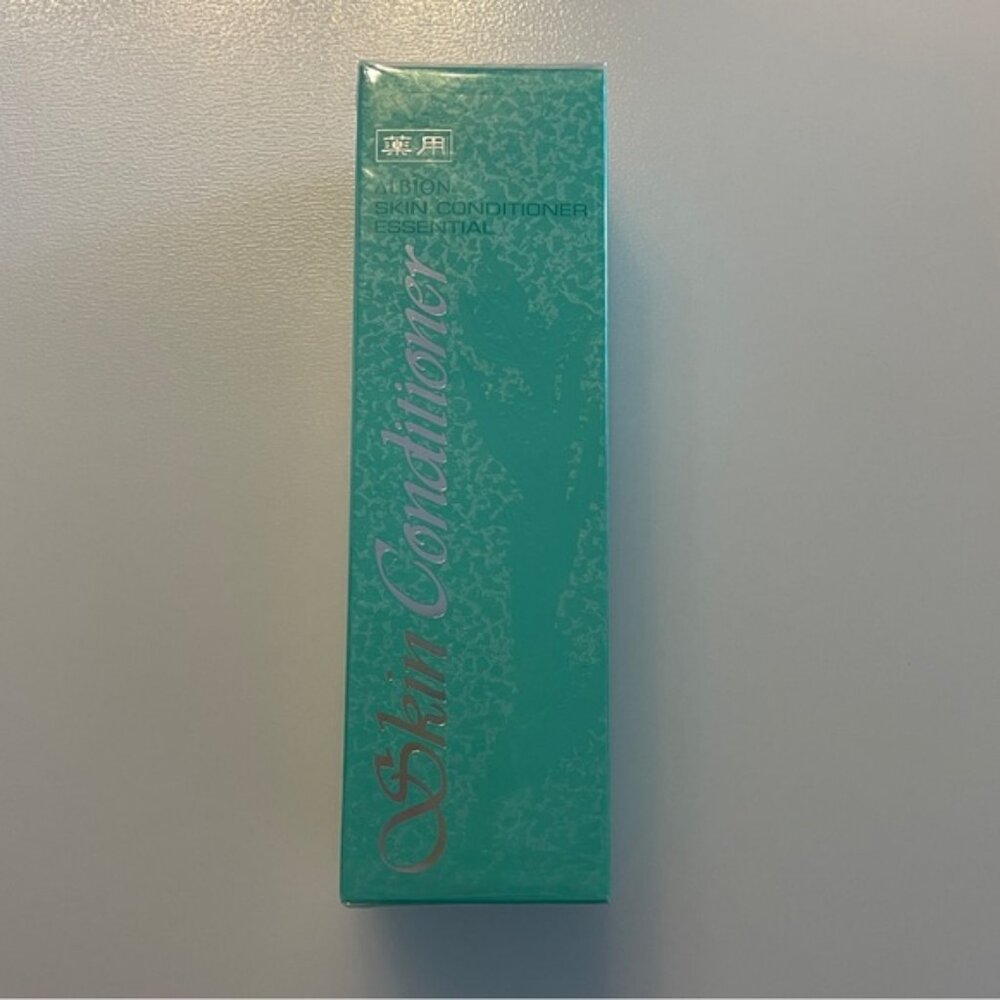 薬用
ALBION
SKIN CONDITIONER
ESSENTIAL
Skin Conditioner